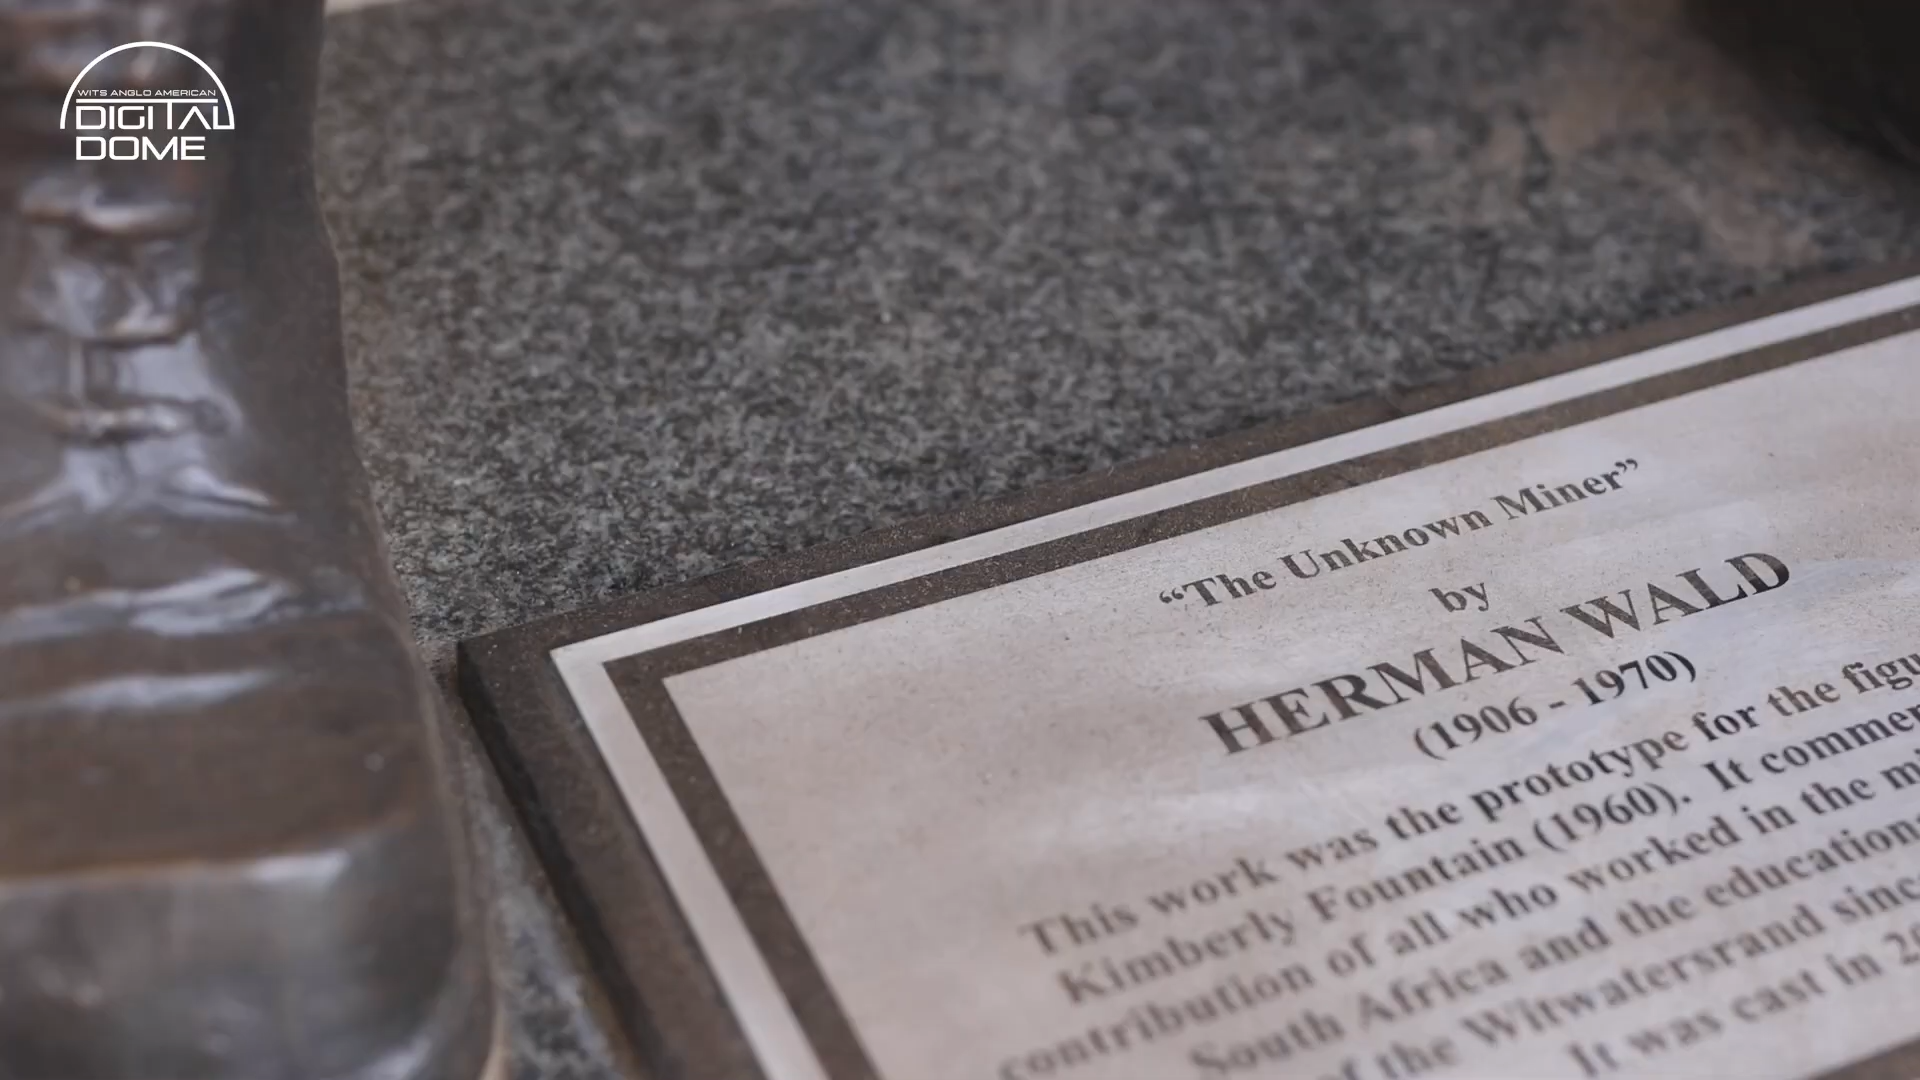 WITS ANGLO AMERICAN
DIGITAL
DOME
“The Unknown Miner”
by
HERMAN WALD
(1906 - 1970)
This work was the prototype for the
Kimberly Fountain (1960). It
contribution of all who worked in the
South Africa and the
of the Witwatersrand
It was cast in